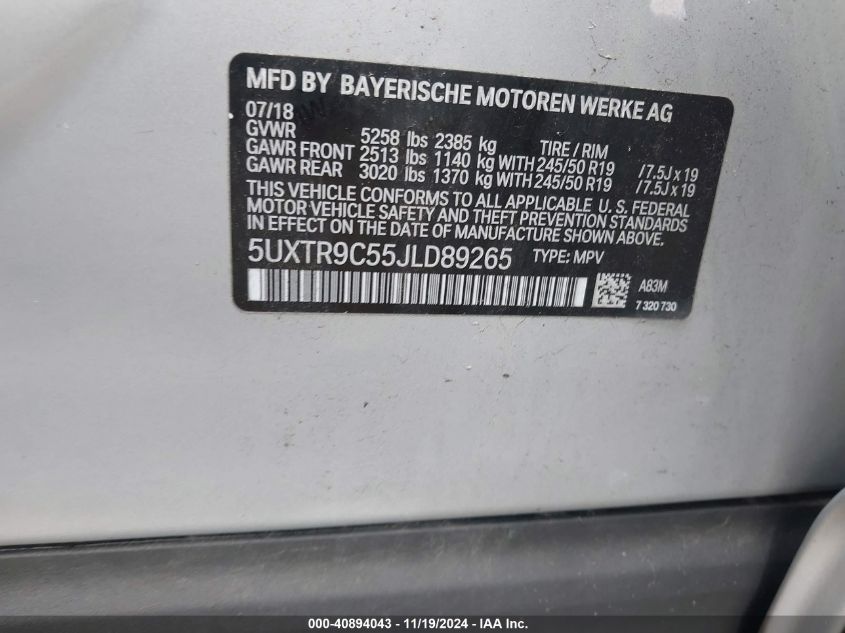 MFD BY BAYERISCHE MOTOREN WERKE AG
07/18
GVWR 5258 lbs 2385 kg TIRE / RIM
GAWR FRONT 2513 lbs 1140 kg WITH 245/50 R19 / 7.5J x 19
GAWR REAR 3020 lbs 1370 kg WITH 245/50 R19 / 7.5J x 19
THIS VEHICLE CONFORMS TO ALL APPLICABLE U. S. FEDERAL
MOTOR VEHICLE SAFETY AND THEFT PREVENTION STANDARDS
IN EFFECT ON THE DATE OF MANUFACTURE SHOWN ABOVE.
5UXTR9C55JLD89265 TYPE: MPV
A83M
7 320 730
000-40894043 - 11/19/2024 - IAA Inc.